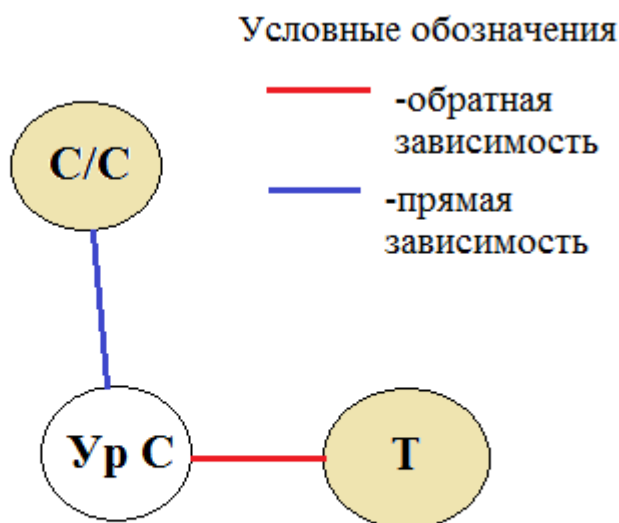 Условные обозначения
-обратная
зависимость
-прямая
зависимость
С/С
Ур С
Т